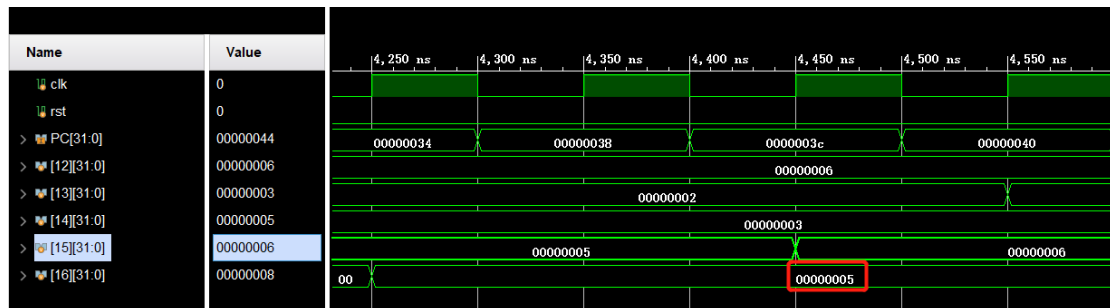 Name Value
4,250 ns 4,300 ns 4,350 ns 4,400 ns 4,450 ns 4,500 ns 4,550 ns
clk 0
rst 0
PC[31:0] 00000044 00000034 00000038 0000003c 00000040
[12][31:0] 00000006 00000006
[13][31:0] 00000003 00000002
[14][31:0] 00000005 00000003
[15][31:0] 00000006 00000005 00000006
[16][31:0] 00000008 00 00000005